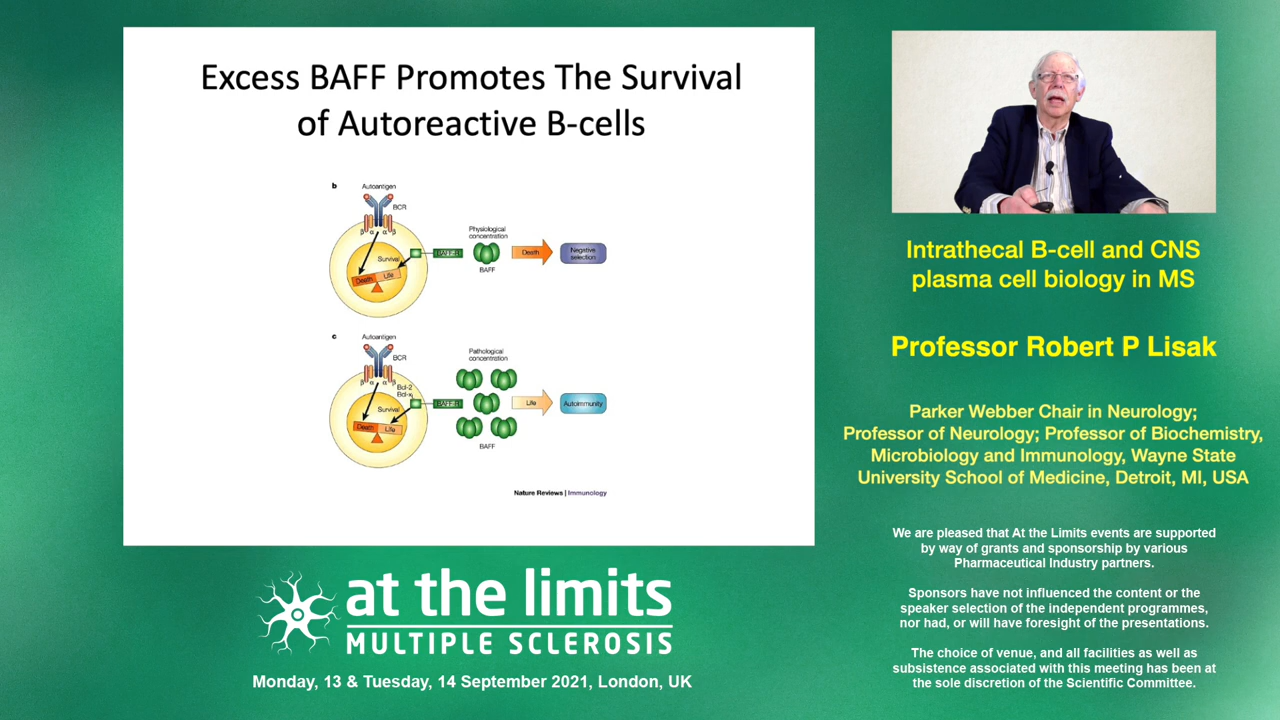 Excess BAFF Promotes The Survival
of Autoreactive B-cells
b
Autoantigen
BCR
β α α β
Survival
Death
Life
BAFF-R
Physiological
concentration
BAFF
Death
Negative
selection
c
Autoantigen
BCR
β α α β
Bcl-2
Bcl-xL
Survival
Death
Life
BAFF-R
Pathological
concentration
BAFF
Life
Autoimmunity
Nature Reviews | Immunology
Intrathecal B-cell and CNS
plasma cell biology in MS
Professor Robert P Lisak
Parker Webber Chair in Neurology;
Professor of Neurology; Professor of Biochemistry,
Microbiology and Immunology, Wayne State
University School of Medicine, Detroit, MI, USA
We are pleased that At the Limits events are supported
by way of grants and sponsorship by various
Pharmaceutical Industry partners.
Sponsors have not influenced the content or the
speaker selection of the independent programmes,
nor had, or will have foresight of the presentations.
The choice of venue, and all facilities as well as
subsistence associated with this meeting has been at
the sole discretion of the Scientific Committee.
at the limits
MULTIPLE SCLEROSIS
Monday, 13 & Tuesday, 14 September 2021, London, UK